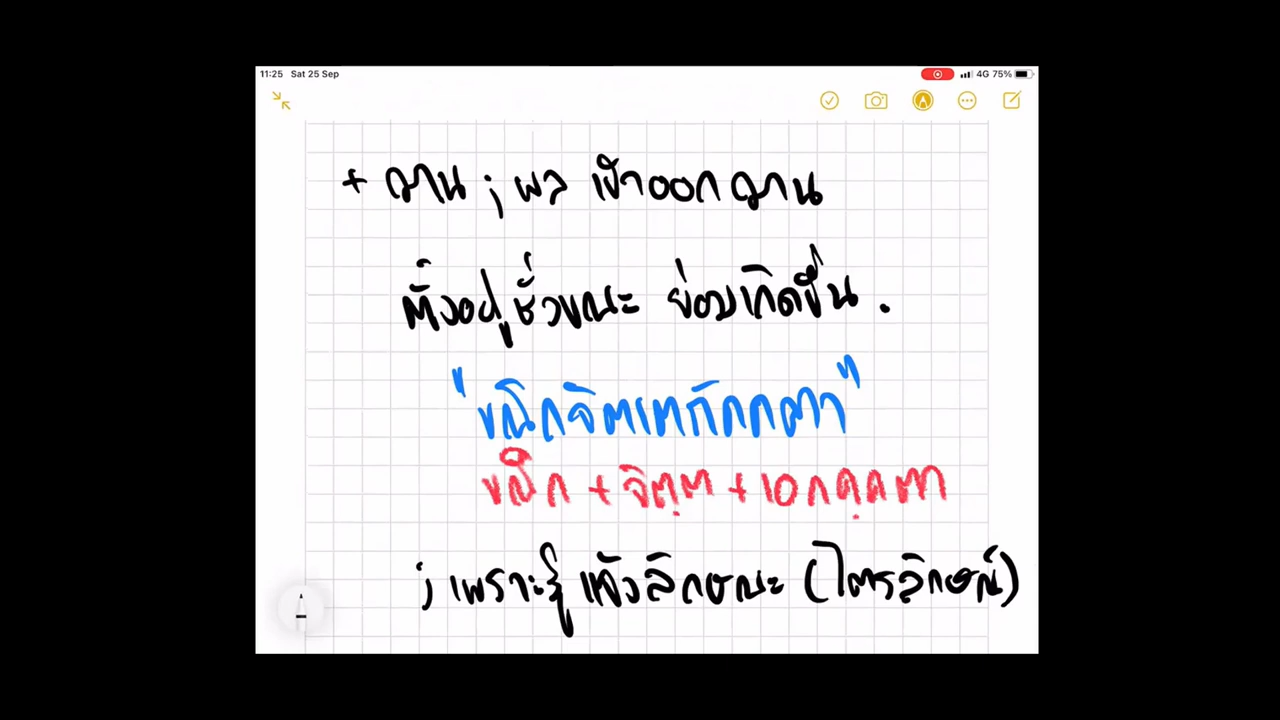 11:25 Sat 25 Sep 4G 75%
+ ฌาน ; ผล เข้าออกฌาน
ตั้งอยู่ชั่วขณะ ย่อมเกิดขึ้น.
"ขณิกจิตเตกัคคตา"
ขณิก + จิตฺต + เอกคฺคตา
; เพราะรู้แจ้งลักษณะ (ไตรลักษณ์)